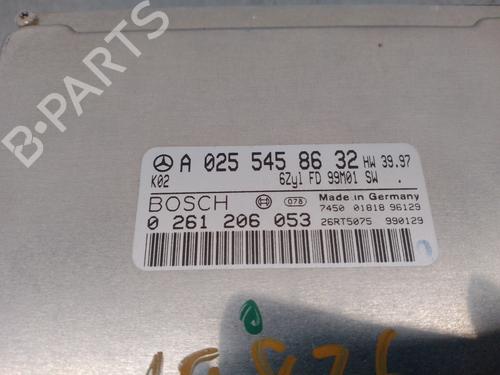 A 025 545 86 32 HW 39.97
K02 6Zyl FD 99M01 SW .
BOSCH 078 Made in Germany
7450 01818 96129
0 261 206 053 26RT5075 990129